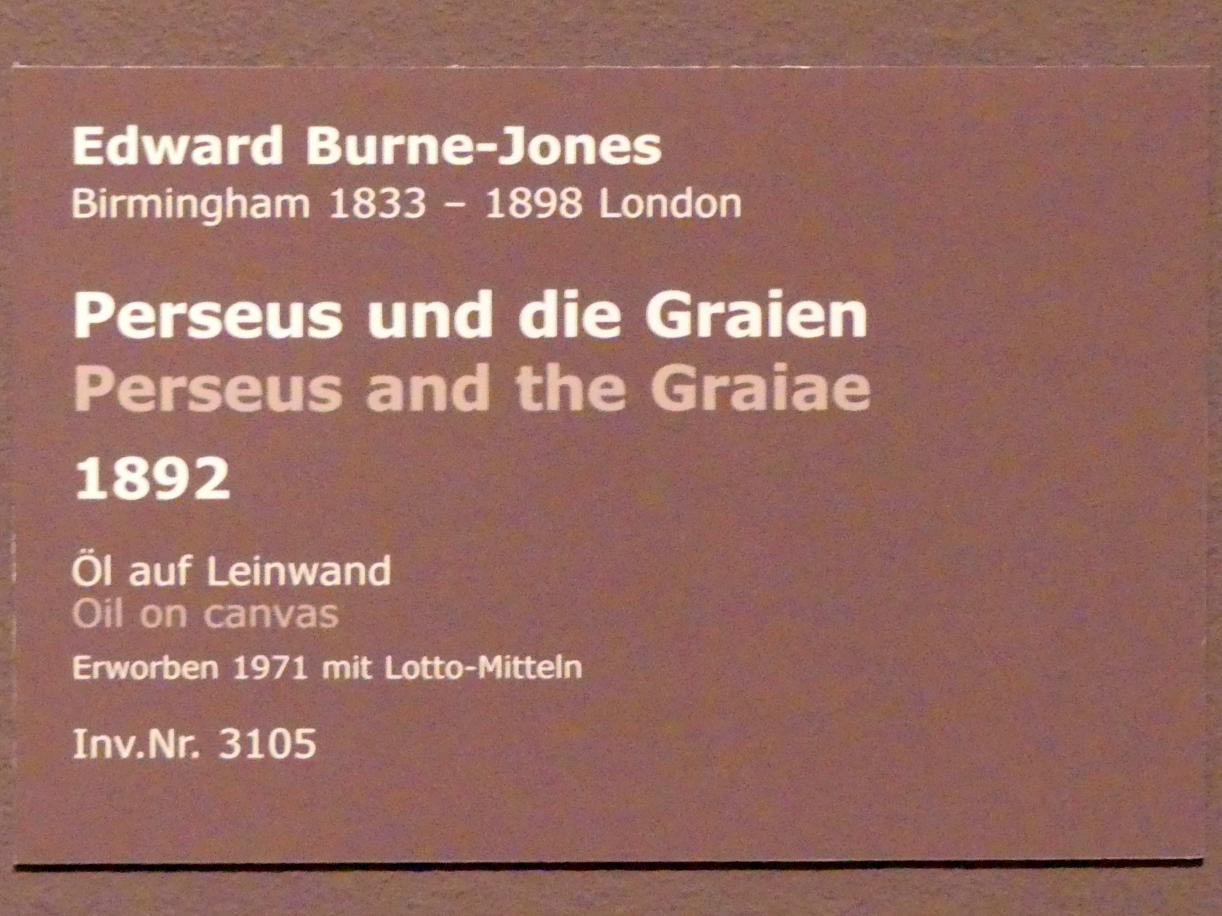 Edward Burne-Jones
Birmingham 1833 – 1898 London
Perseus und die Graien
Perseus and the Graiae
1892
Öl auf Leinwand
Oil on canvas
Erworben 1971 mit Lotto-Mitteln
Inv.Nr. 3105